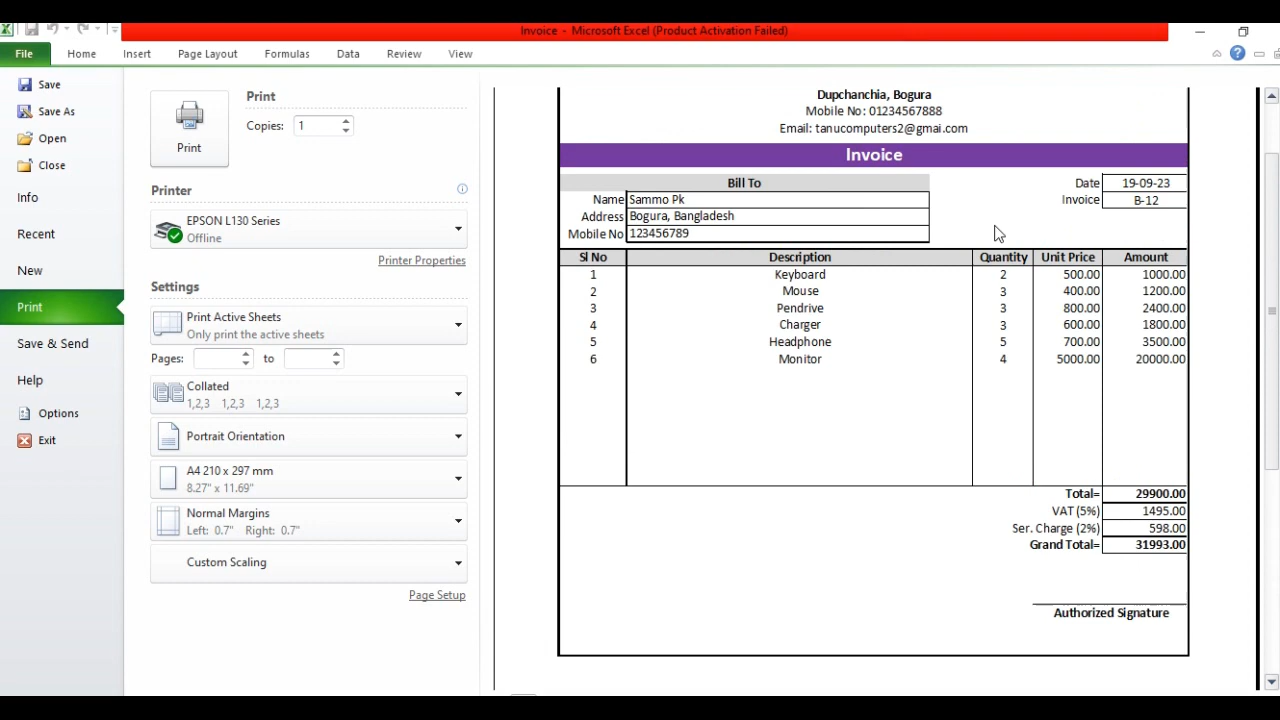 Invoice - Microsoft Excel (Product Activation Failed)
File Home Insert Page Layout Formulas Data Review View
Save
Save As
Open
Close
Info
Recent
New
Print
Save & Send
Help
Options
Exit
Print
Print
Copies: 1
Printer
EPSON L130 Series
Offline
Printer Properties
Settings
Print Active Sheets
Only print the active sheets
Pages: to
Collated
1,2,3 1,2,3 1,2,3
Portrait Orientation
A4 210 x 297 mm
8.27" x 11.69"
Normal Margins
Left: 0.7" Right: 0.7"
Custom Scaling
Page Setup
Dupchanchia, Bogura
Mobile No: 01234567888
Email: tanucomputers2@gmai.com
Invoice
Bill To
Date 19-09-23
Name Sammo Pk
Invoice B-12
Address Bogura, Bangladesh
Mobile No 123456789
Sl No Description Quantity Unit Price Amount
1 Keyboard 2 500.00 1000.00
2 Mouse 3 400.00 1200.00
3 Pendrive 3 800.00 2400.00
4 Charger 3 600.00 1800.00
5 Headphone 5 700.00 3500.00
6 Monitor 4 5000.00 20000.00
Total= 29900.00
VAT (5%) 1495.00
Ser. Charge (2%) 598.00
Grand Total= 31993.00
Authorized Signature